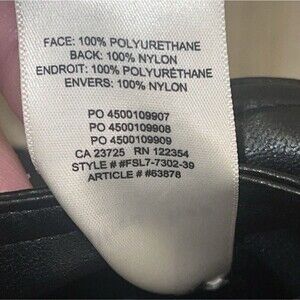 FACE: 100% POLYURETHANE
BACK: 100% NYLON
ENDROIT: 100% POLYURÉTHANE
ENVERS: 100% NYLON
PO 4500109907
PO 4500109908
PO 4500109909
CA 23725 RN 122354
STYLE # #FSL7-7302-39
ARTICLE # #63878